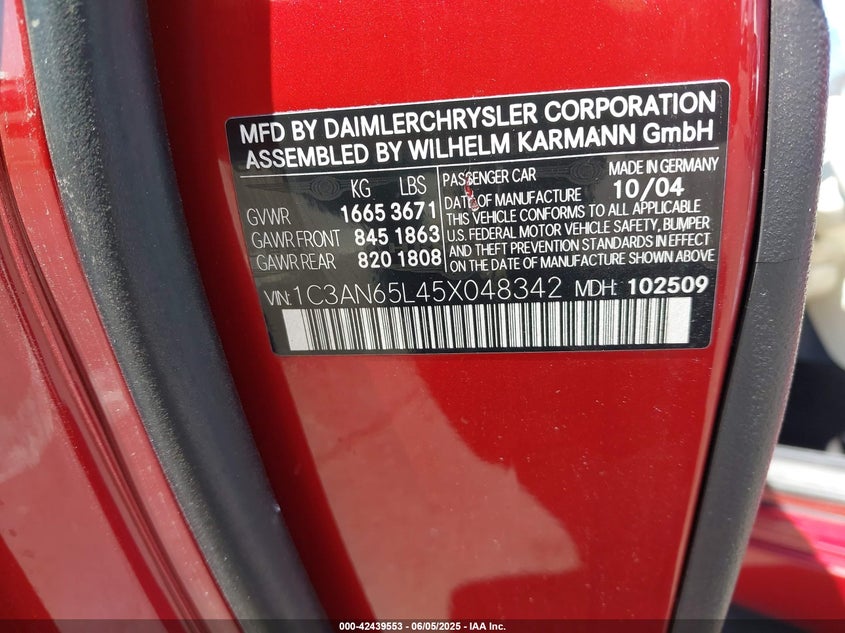 MFD BY DAIMLERCHRYSLER CORPORATION
ASSEMBLED BY WILHELM KARMANN GmbH
KG LBS
GVWR 1665 3671
GAWR FRONT 845 1863
GAWR REAR 820 1808
PASSENGER CAR MADE IN GERMANY
DATE OF MANUFACTURE 10/04
THIS VEHICLE CONFORMS TO ALL APPLICABLE
U.S. FEDERAL MOTOR VEHICLE SAFETY, BUMPER
AND THEFT PREVENTION STANDARDS IN EFFECT
ON THE DATE OF MANUFACTURE SHOWN ABOVE.
VIN: 1C3AN65L45X048342 MDH: 102509
000-42439553 - 06/05/2025 - IAA Inc.